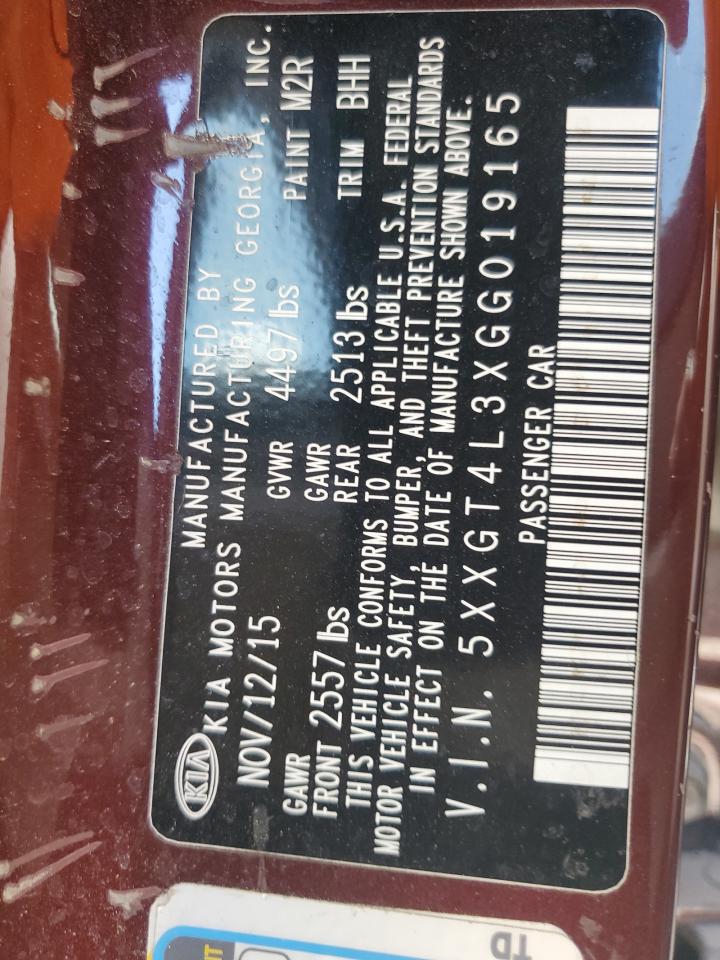 KIA
MANUFACTURED BY
KIA MOTORS MANUFACTURING GEORGIA, INC.
NOV/12/15 GVWR 4497 lbs PAINT M2R
GAWR GAWR
FRONT 2557 lbs REAR 2513 lbs TRIM BHH
THIS VEHICLE CONFORMS TO ALL APPLICABLE U.S.A. FEDERAL
MOTOR VEHICLE SAFETY, BUMPER, AND THEFT PREVENTION STANDARDS
IN EFFECT ON THE DATE OF MANUFACTURE SHOWN ABOVE.
V.I.N. 5XXGT4L3XGG019165
PASSENGER CAR